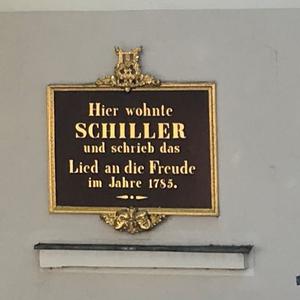 Hier wohnte
SCHILLER
und schrieb das
Lied an die Freude
im Jahre 1785.